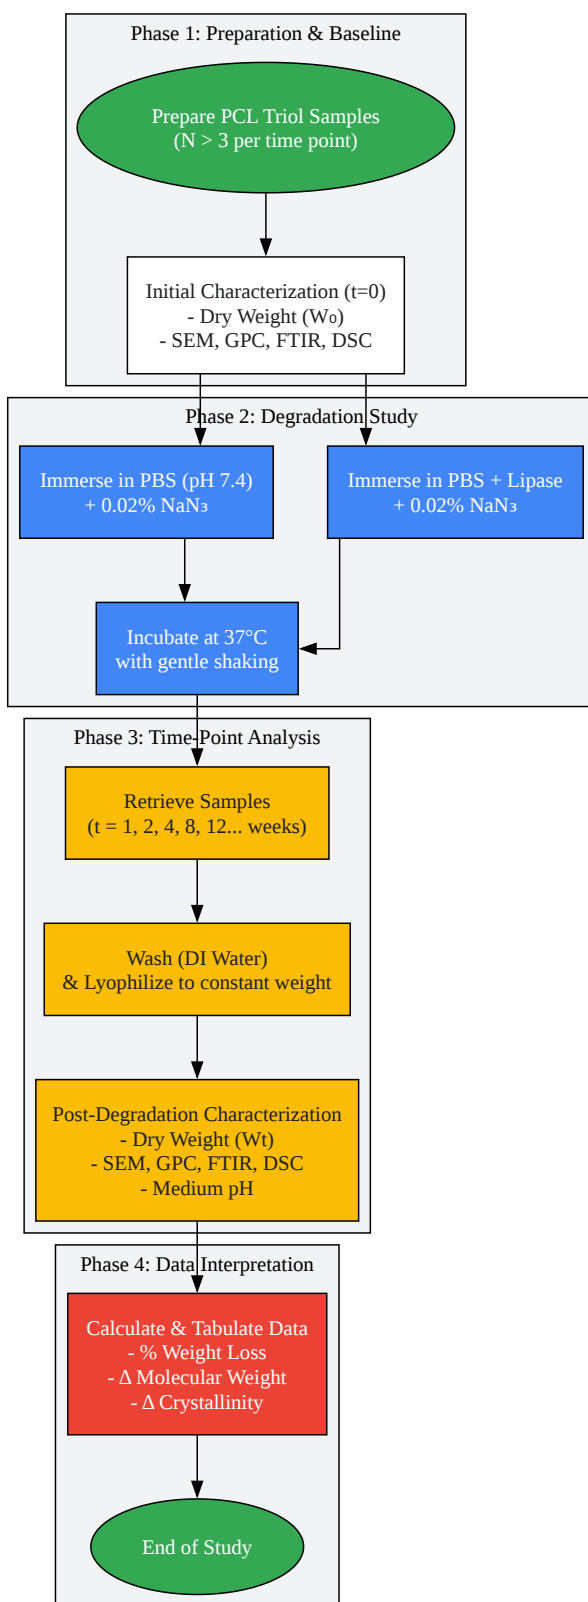 Phase 1: Preparation & Baseline
Prepare PCL Triol Samples
(N > 3 per time point)
Initial Characterization (t=0)
- Dry Weight (W₀)
- SEM, GPC, FTIR, DSC
Phase 2: Degradation Study
Immerse in PBS (pH 7.4)
+ 0.02% NaN₃
Immerse in PBS + Lipase
+ 0.02% NaN₃
Incubate at 37°C
with gentle shaking
Phase 3: Time-Point Analysis
Retrieve Samples
(t = 1, 2, 4, 8, 12... weeks)
Wash (DI Water)
& Lyophilize to constant weight
Post-Degradation Characterization
- Dry Weight (Wt)
- SEM, GPC, FTIR, DSC
- Medium pH
Phase 4: Data Interpretation
Calculate & Tabulate Data
- % Weight Loss
- Δ Molecular Weight
- Δ Crystallinity
End of Study